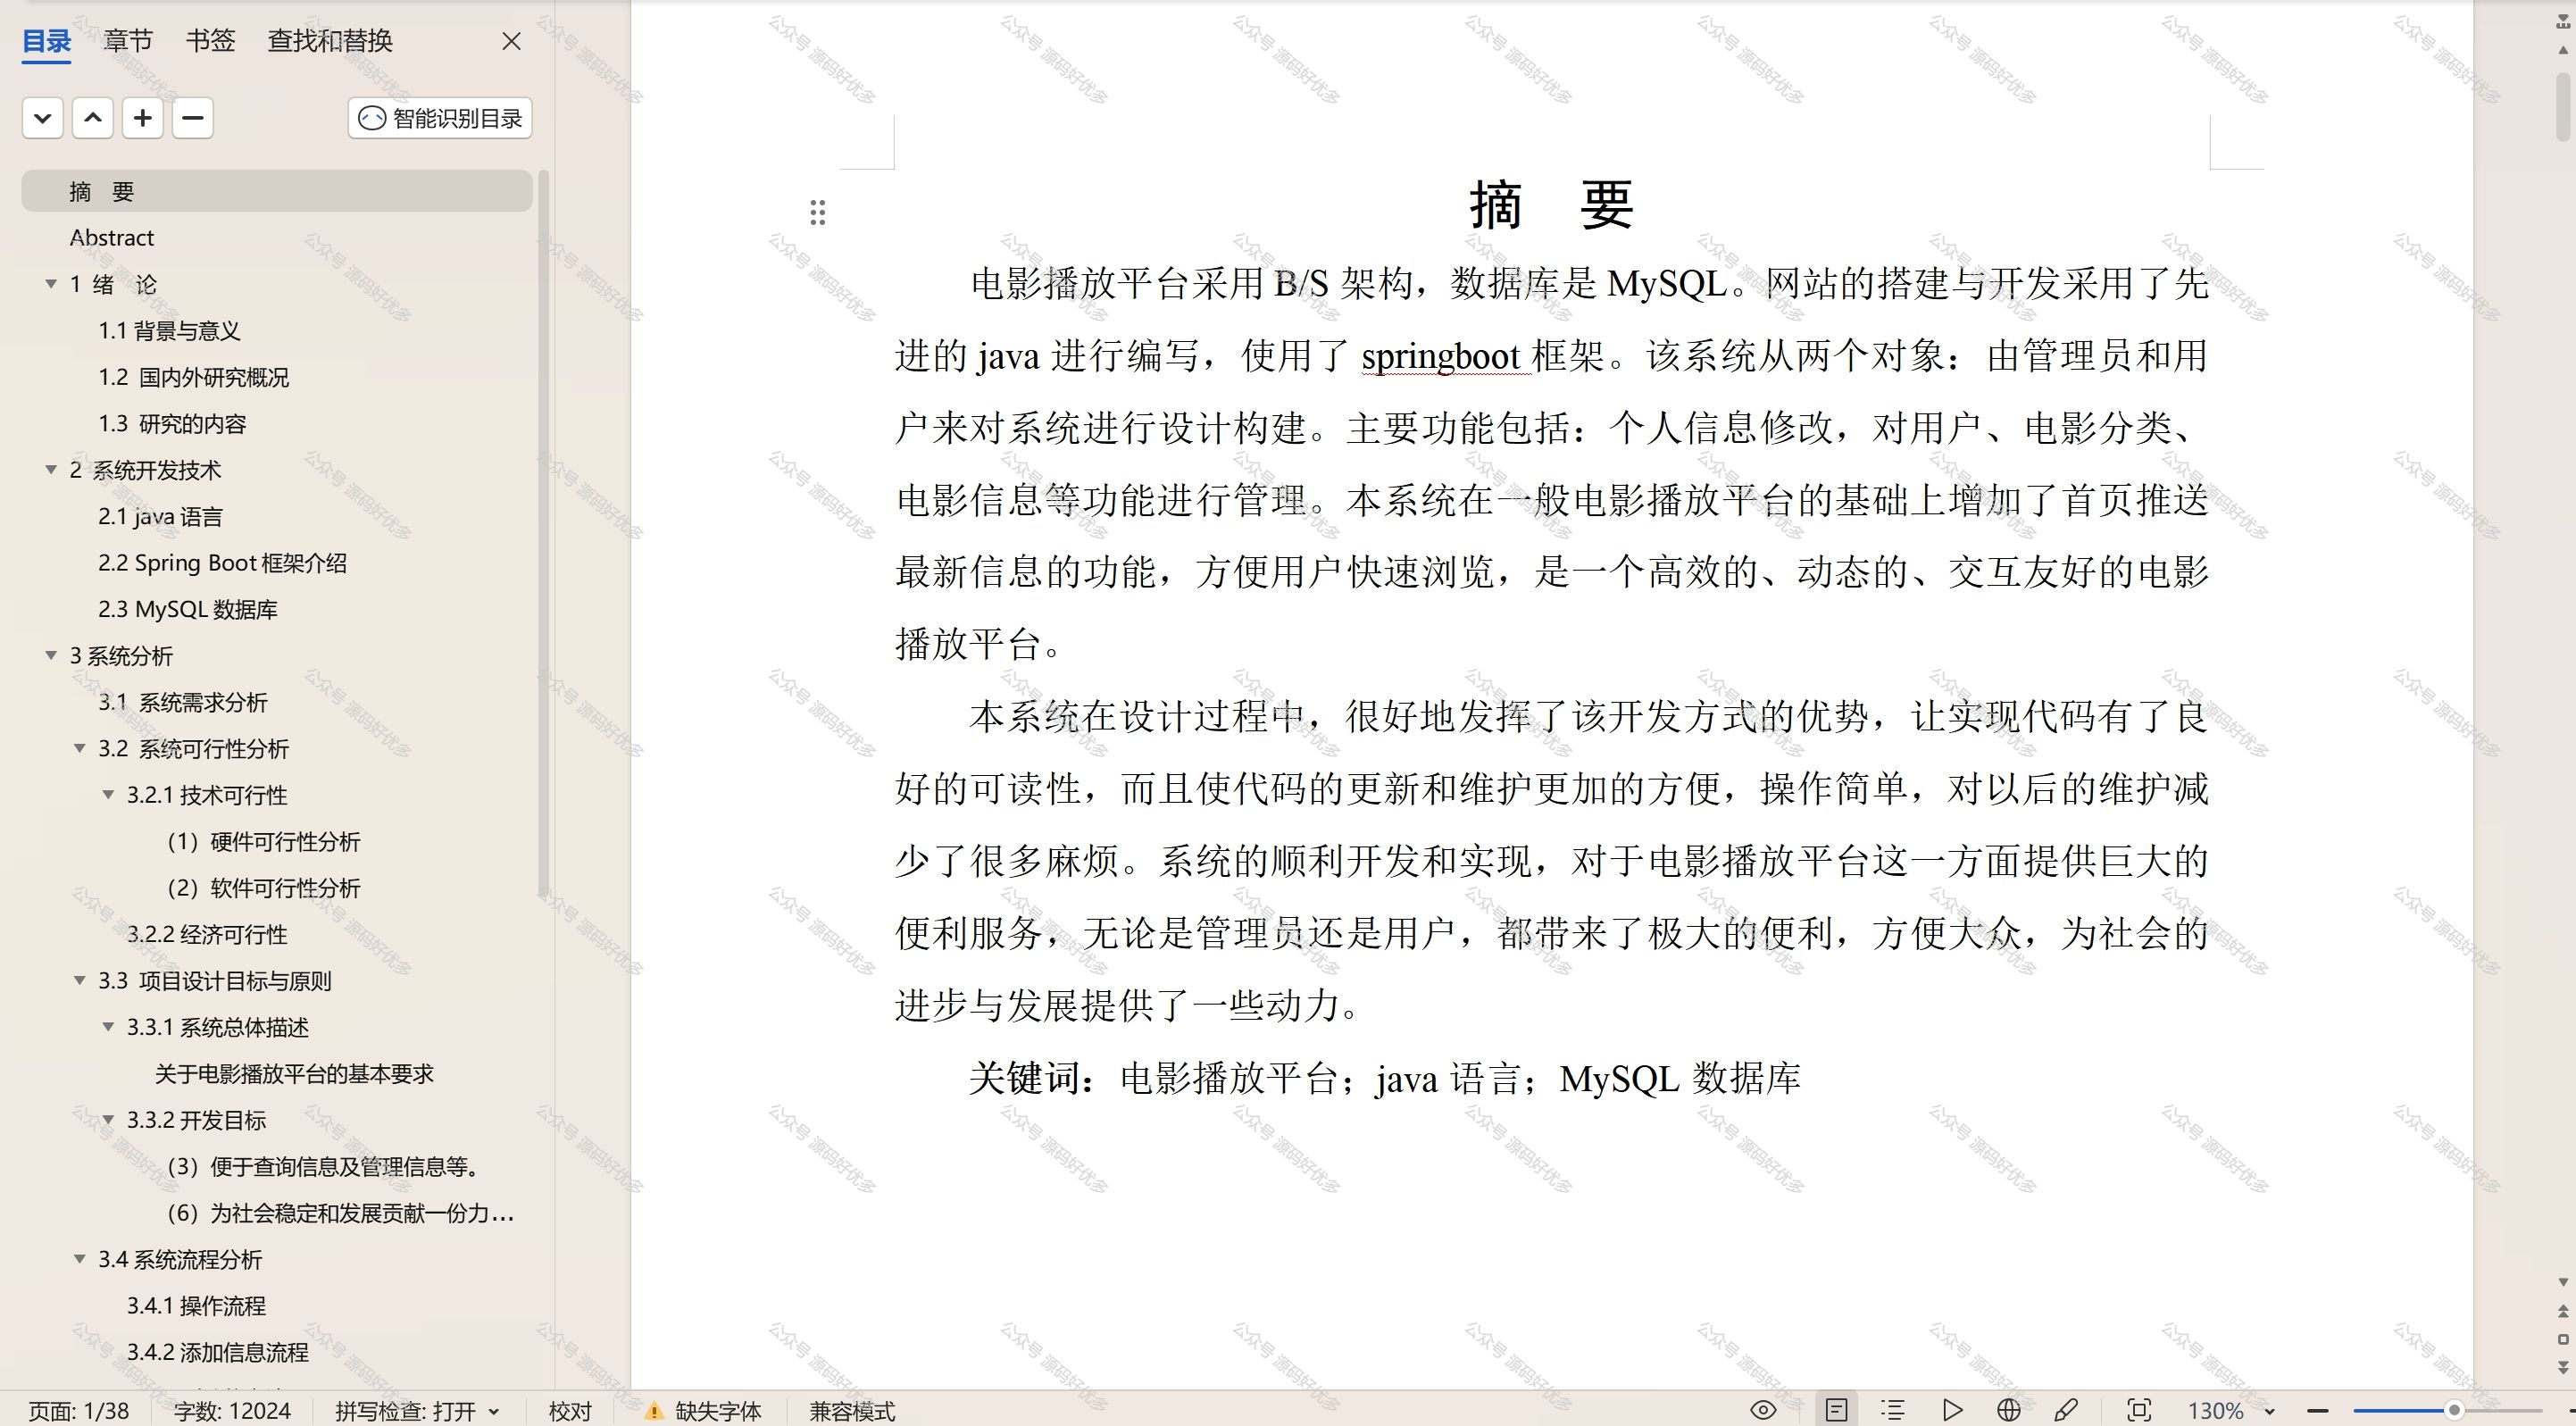 目录 章节 书签 查找和替换
智能识别目录
摘 要
Abstract
1 绪 论
1.1 背景与意义
1.2 国内外研究概况
1.3 研究的内容
2 系统开发技术
2.1 java 语言
2.2 Spring Boot 框架介绍
2.3 MySQL 数据库
3 系统分析
3.1 系统需求分析
3.2 系统可行性分析
3.2.1 技术可行性
（1）硬件可行性分析
（2）软件可行性分析
3.2.2 经济可行性
3.3 项目设计目标与原则
3.3.1 系统总体描述
关于电影播放平台的基本要求
3.3.2 开发目标
（3）便于查询信息及管理信息等。
（6）为社会稳定和发展贡献一份力...
3.4 系统流程分析
3.4.1 操作流程
3.4.2 添加信息流程
摘 要
电影播放平台采用 B/S 架构，数据库是 MySQL。网站的搭建与开发采用了先
进的 java 进行编写，使用了 springboot 框架。该系统从两个对象：由管理员和用
户来对系统进行设计构建。主要功能包括：个人信息修改，对用户、电影分类、
电影信息等功能进行管理。本系统在一般电影播放平台的基础上增加了首页推送
最新信息的功能，方便用户快速浏览，是一个高效的、动态的、交互友好的电影
播放平台。
本系统在设计过程中，很好地发挥了该开发方式的优势，让实现代码有了良
好的可读性，而且使代码的更新和维护更加的方便，操作简单，对以后的维护减
少了很多麻烦。系统的顺利开发和实现，对于电影播放平台这一方面提供巨大的
便利服务，无论是管理员还是用户，都带来了极大的便利，方便大众，为社会的
进步与发展提供了一些动力。
关键词：电影播放平台；java 语言；MySQL 数据库
公众号 源码好优多
页面: 1/38 字数: 12024 拼写检查: 打开 校对 缺失字体 兼容模式 130%